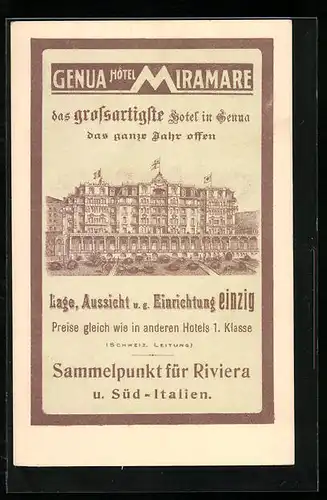 GENUA HÔTEL MIRAMARE
das grossartigste Hotel in Genua
das ganze Jahr offen
Lage, Aussicht u. g. Einrichtung einzig
Preise gleich wie in anderen Hotels 1. Klasse
(SCHWEIZ. LEITUNG)
Sammelpunkt für Riviera
u. Süd-Italien.